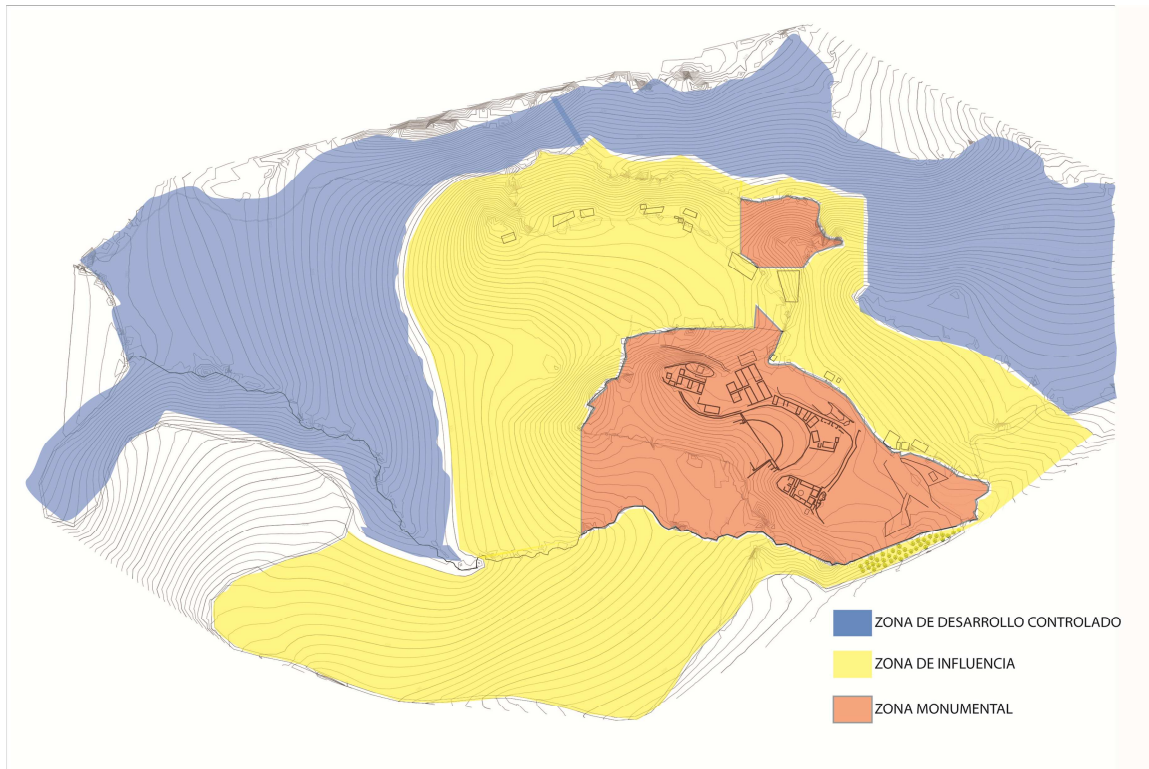 ZONA DE DESARROLLO CONTROLADO
ZONA DE INFLUENCIA
ZONA MONUMENTAL